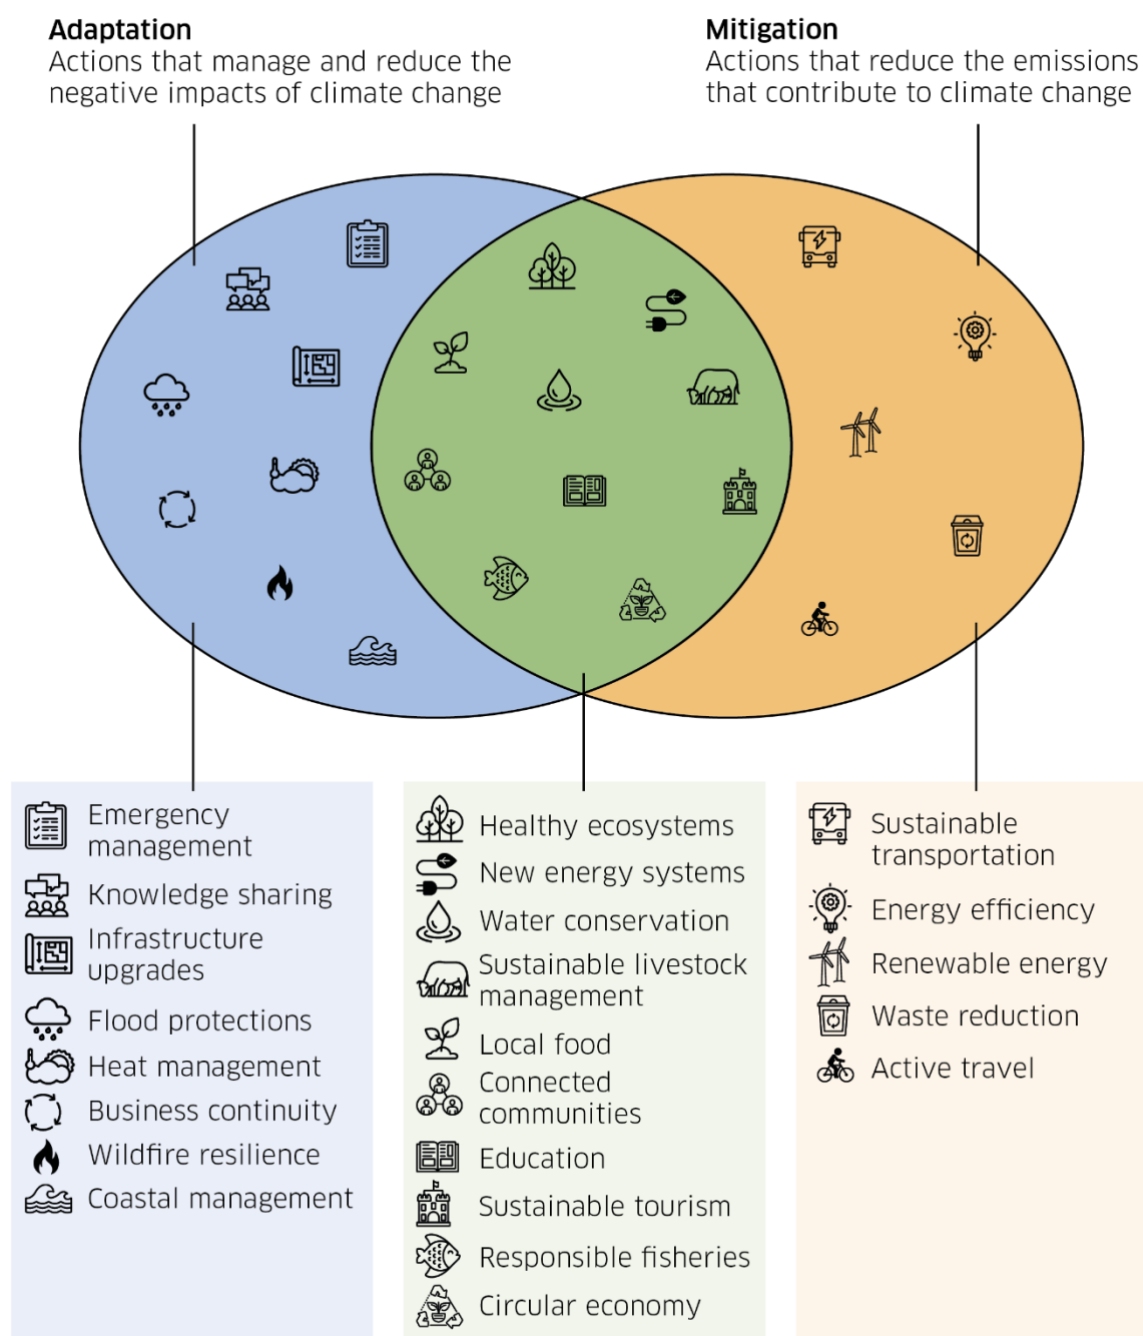 Adaptation
Actions that manage and reduce the
negative impacts of climate change
Mitigation
Actions that reduce the emissions
that contribute to climate change
Emergency
management
Knowledge sharing
Infrastructure
upgrades
Flood protections
Heat management
Business continuity
Wildfire resilience
Coastal management
Healthy ecosystems
New energy systems
Water conservation
Sustainable livestock
management
Local food
Connected
communities
Education
Sustainable tourism
Responsible fisheries
Circular economy
Sustainable
transportation
Energy efficiency
Renewable energy
Waste reduction
Active travel